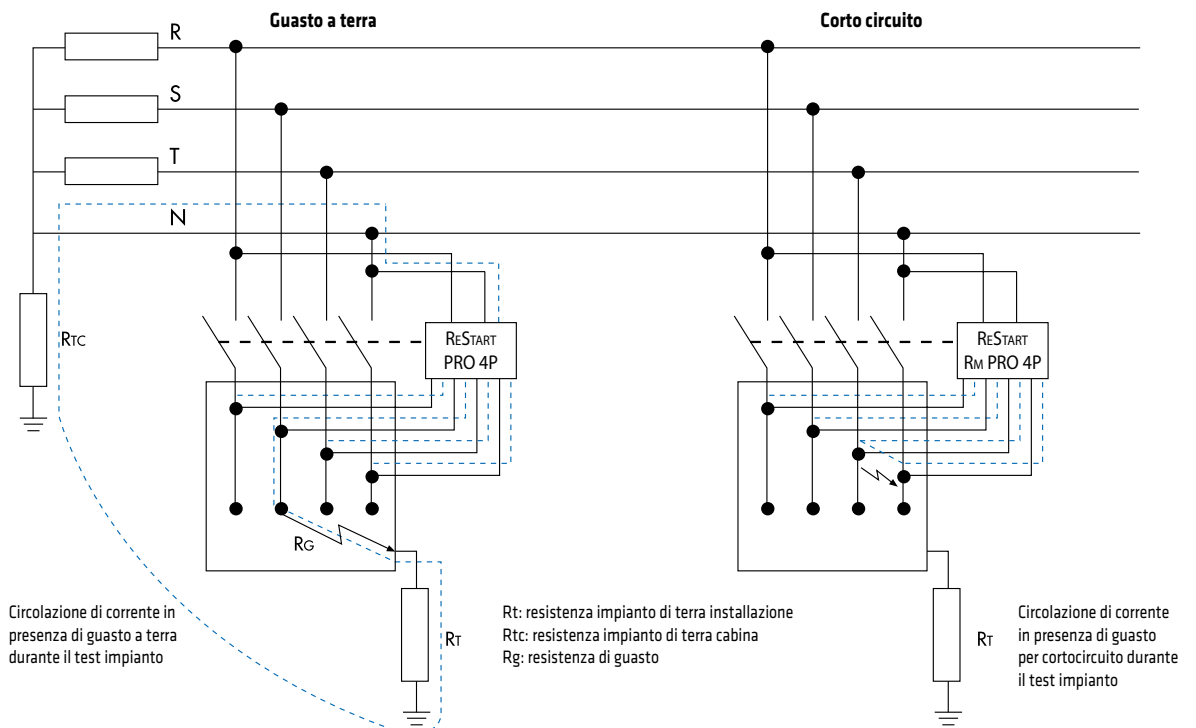 Guasto a terra
Corto circuito
R
S
T
N
RTC
ReStart
PRO 4P
ReStart
RM PRO 4P
RG
Circolazione di corrente in
presenza di guasto a terra
durante il test impianto
RT
Rt: resistenza impianto di terra installazione
Rtc: resistenza impianto di terra cabina
Rg: resistenza di guasto
RT
Circolazione di corrente
in presenza di guasto
per cortocircuito durante
il test impianto